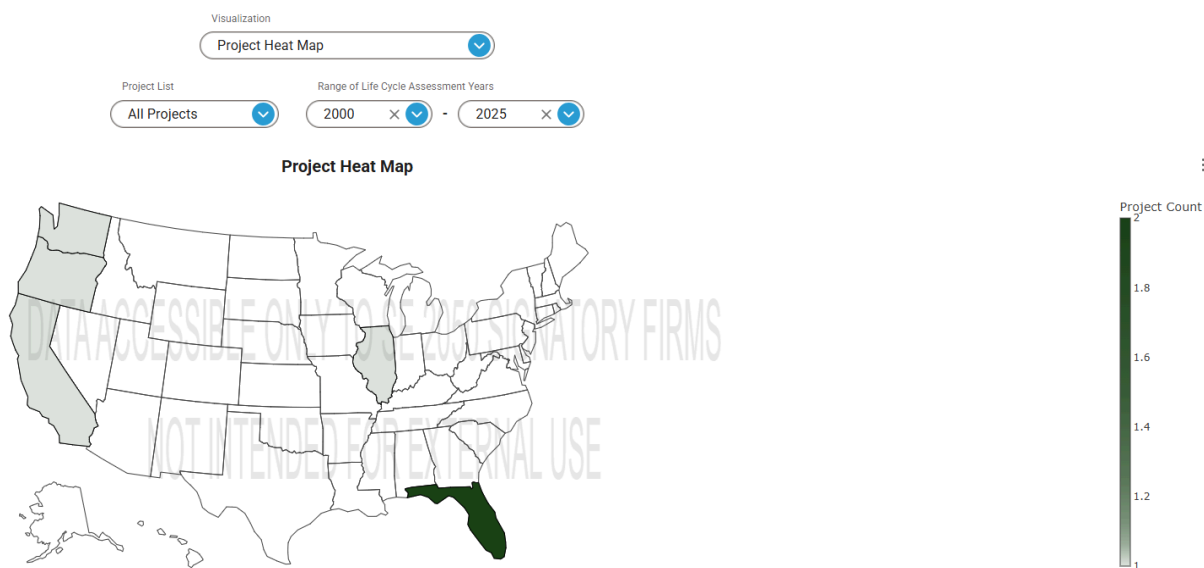 Visualization
Project Heat Map
Project List
Range of Life Cycle Assessment Years
All Projects
2000
-
2025
Project Heat Map
Project Count
2
1.8
1.6
1.4
1.2
1
DATA ACCESSIBLE ONLY TO SE 2050 SIGNATORY FIRMS
NOT INTENDED FOR EXTERNAL USE